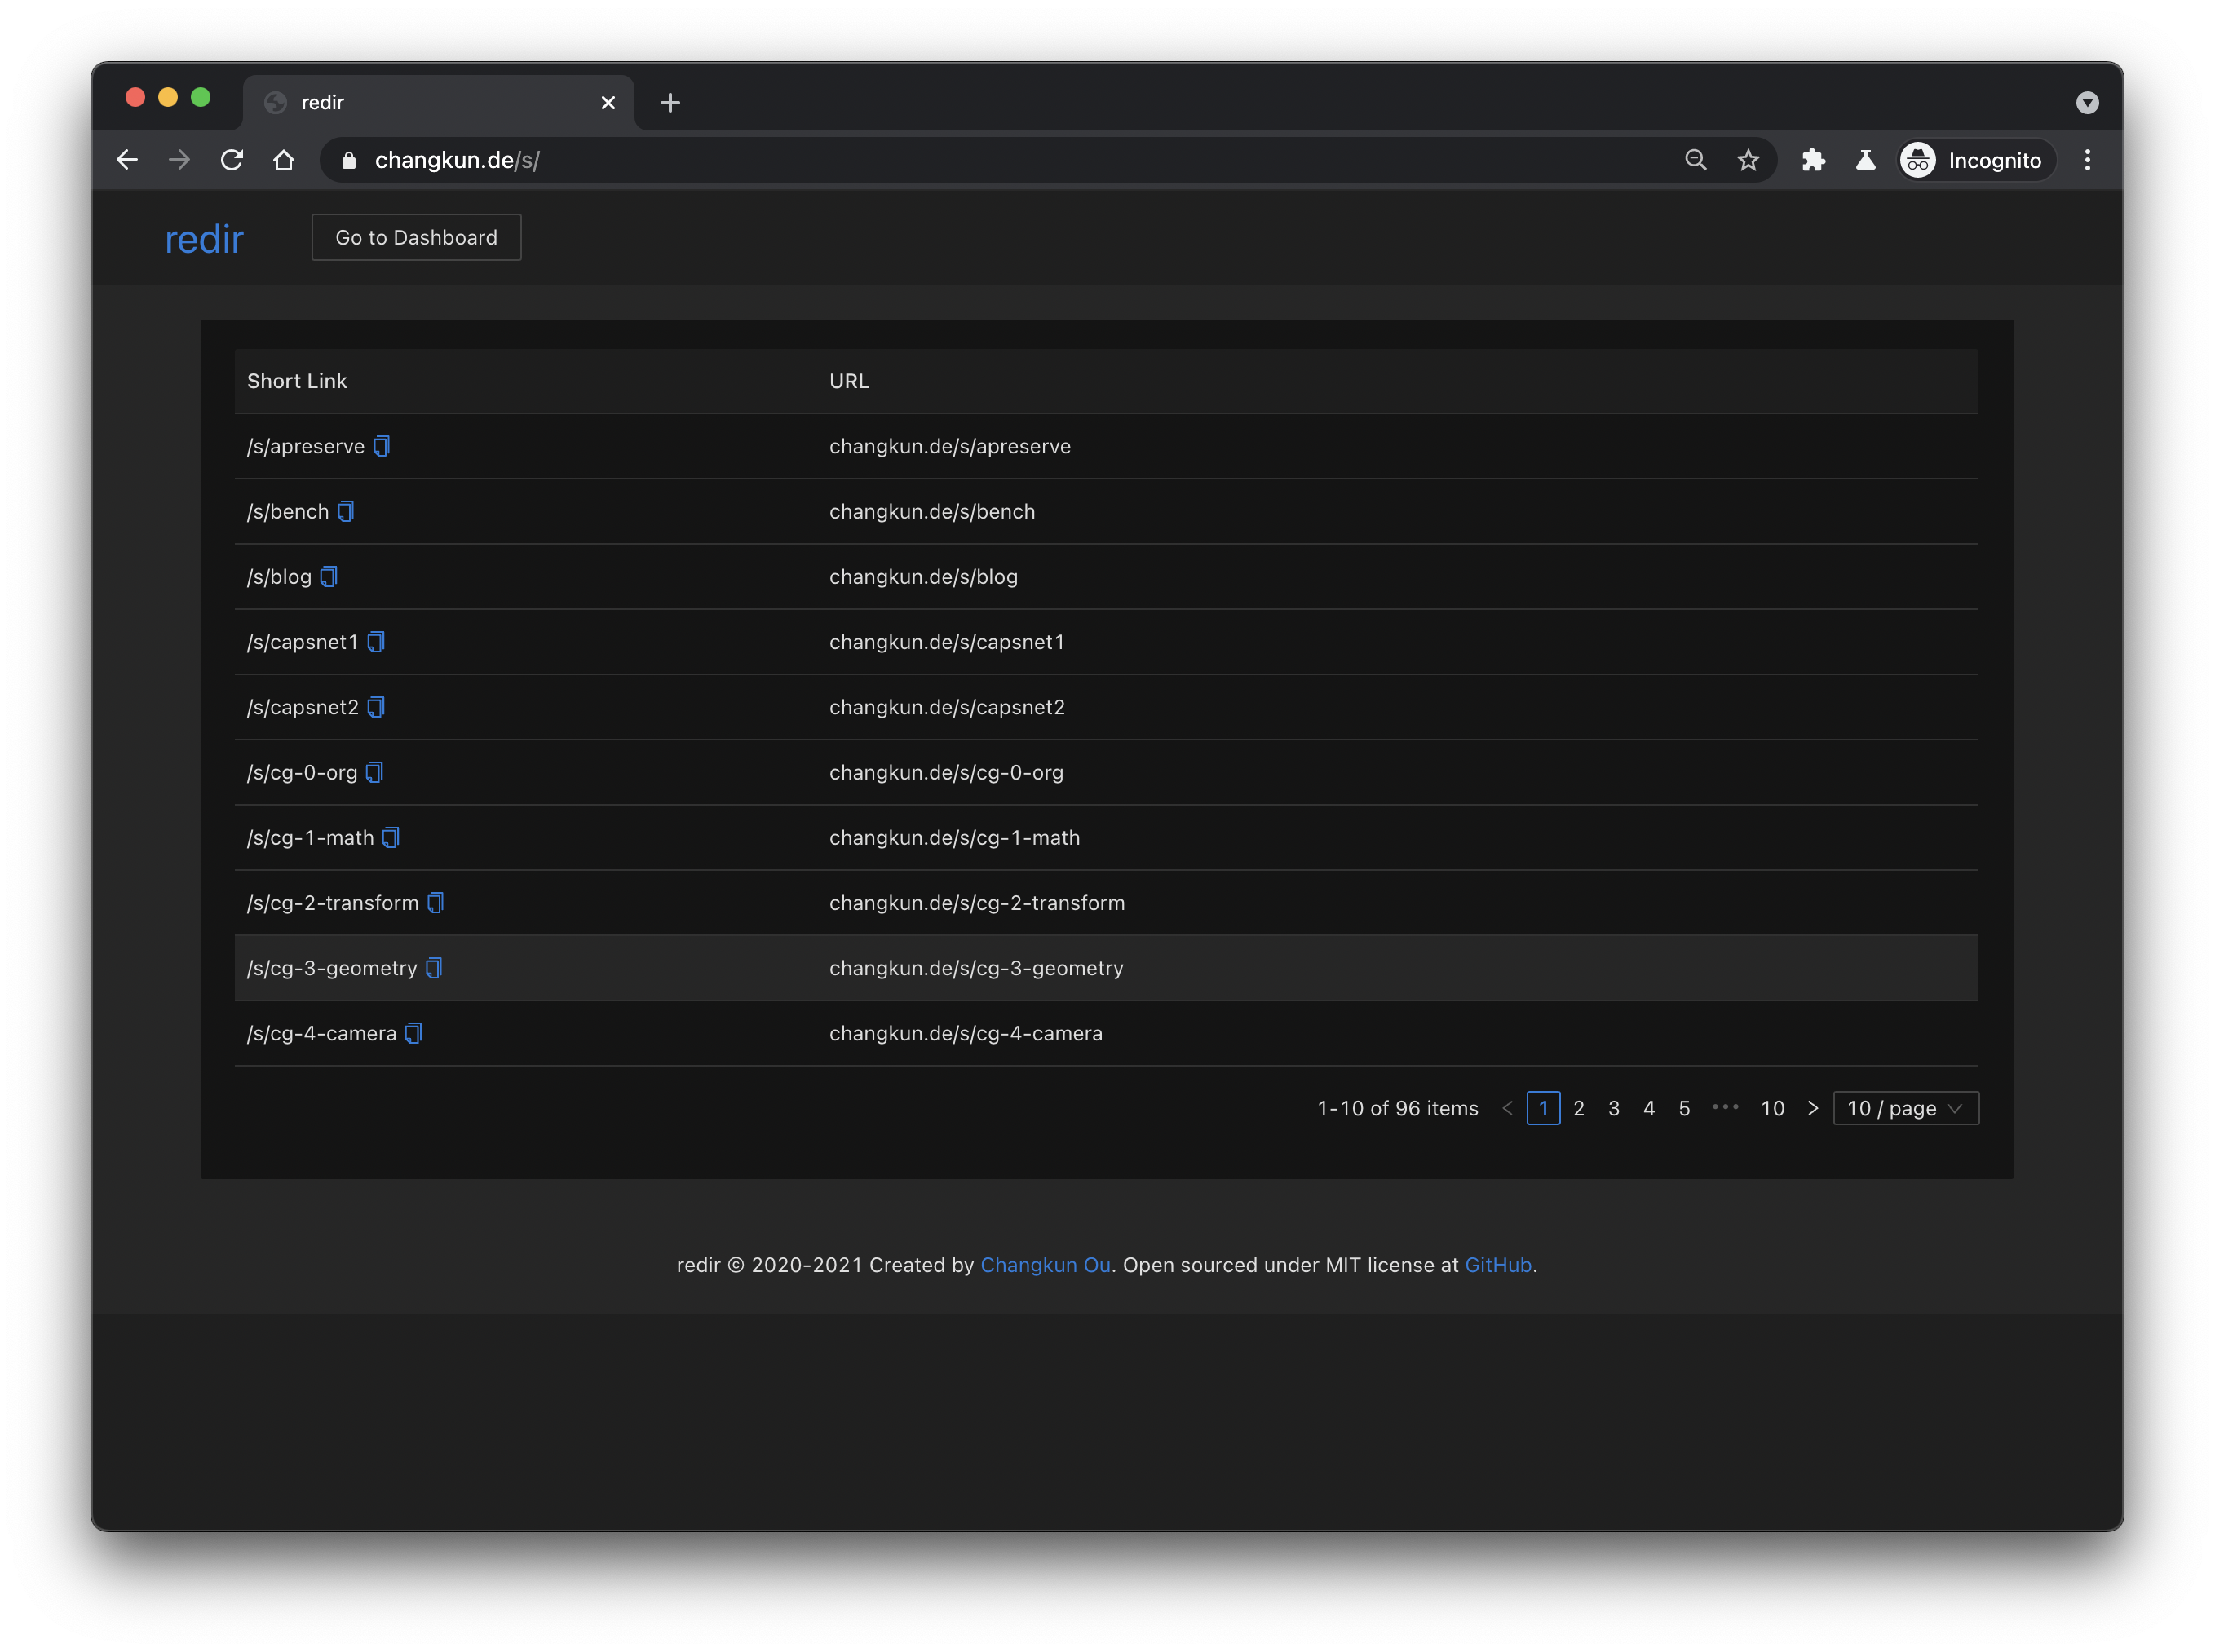 redir
changkun.de/s/
Incognito
redir
Go to Dashboard
Short Link URL
/s/apreserve changkun.de/s/apreserve
/s/bench changkun.de/s/bench
/s/blog changkun.de/s/blog
/s/capsnet1 changkun.de/s/capsnet1
/s/capsnet2 changkun.de/s/capsnet2
/s/cg-0-org changkun.de/s/cg-0-org
/s/cg-1-math changkun.de/s/cg-1-math
/s/cg-2-transform changkun.de/s/cg-2-transform
/s/cg-3-geometry changkun.de/s/cg-3-geometry
/s/cg-4-camera changkun.de/s/cg-4-camera
1-10 of 96 items < 1 2 3 4 5 ••• 10 > 10 / page
redir © 2020-2021 Created by Changkun Ou. Open sourced under MIT license at GitHub.